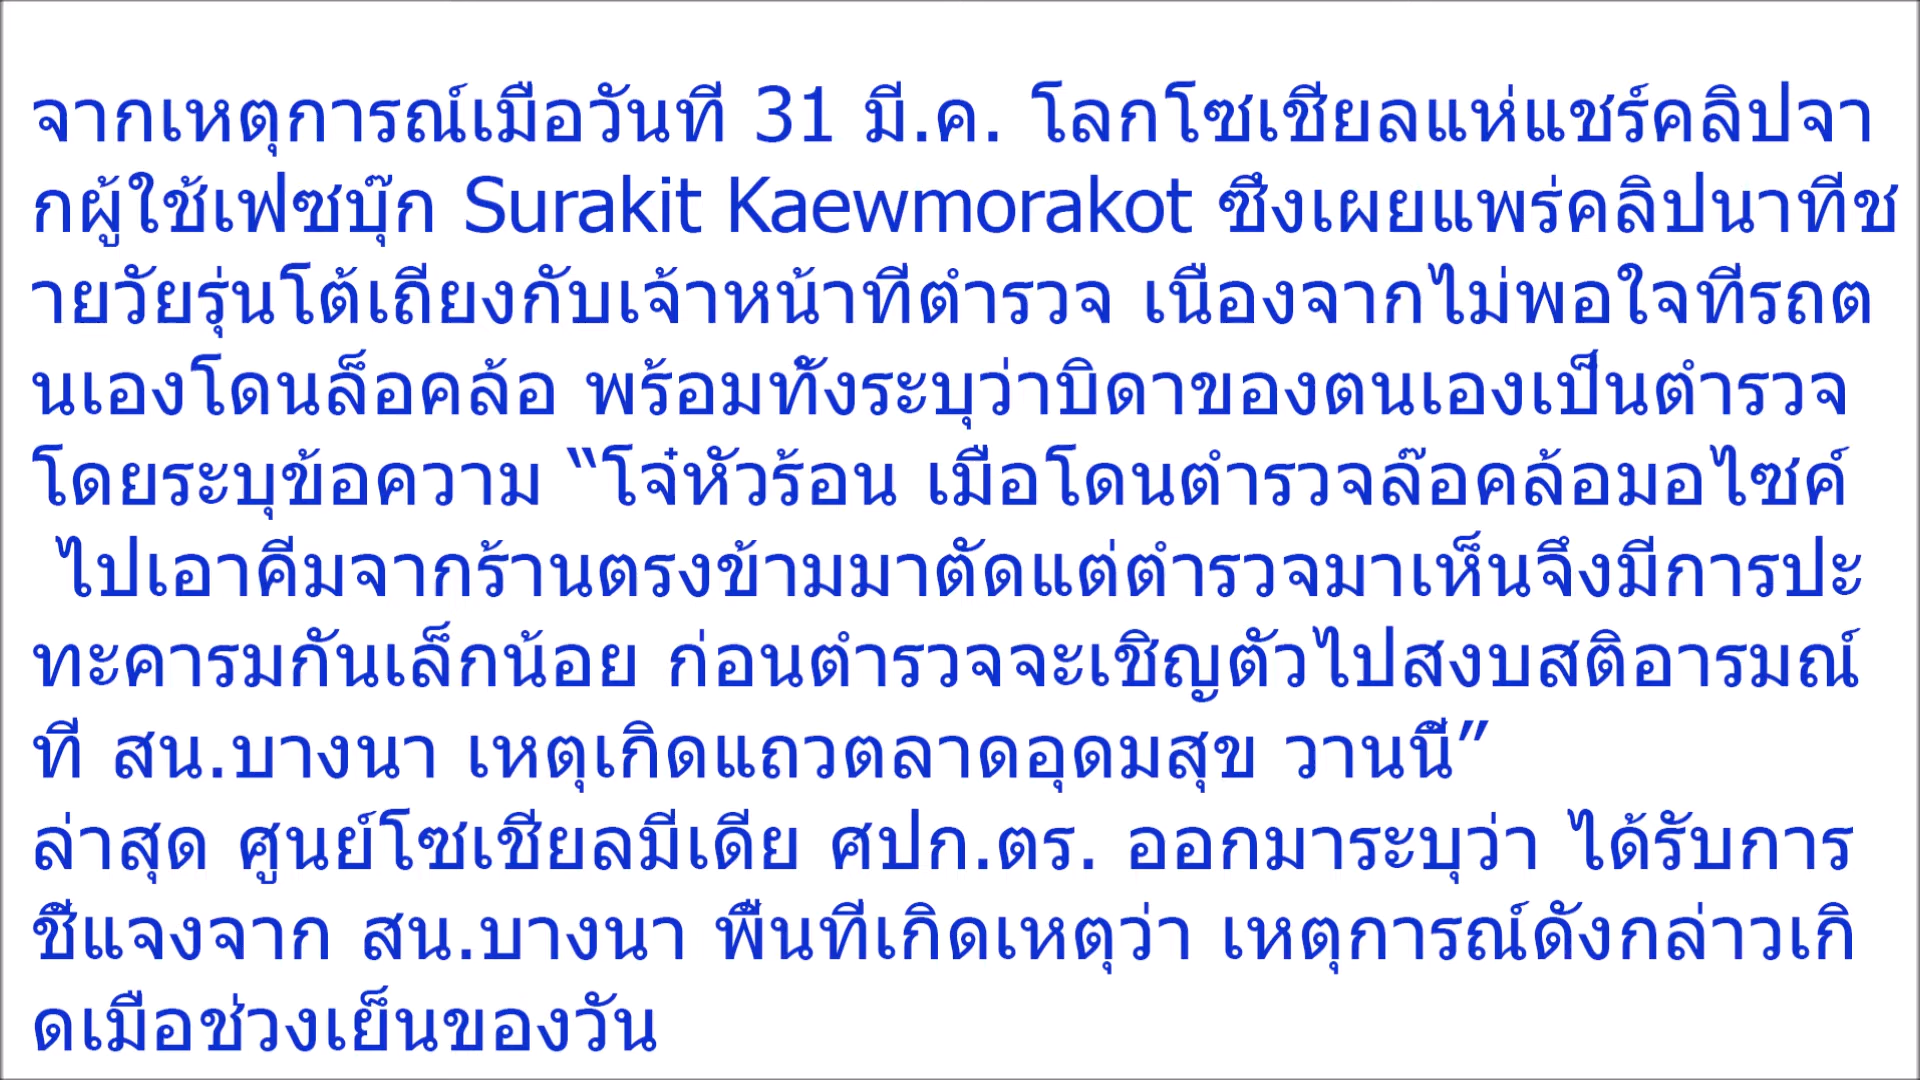 จากเหตุการณ์เมื่อวันที่ 31 มี.ค. โลกโซเชียลแห่แชร์คลิปจา
กผู้ใช้เฟซบุ๊ก Surakit Kaewmorakot ซึ่งเผยแพร่คลิปนาทีช
ายวัยรุ่นโต้เถียงกับเจ้าหน้าที่ตำรวจ เนื่องจากไม่พอใจที่รถต
นเองโดนล็อคล้อ พร้อมทั้งระบุว่าบิดาของตนเองเป็นตำรวจ
โดยระบุข้อความ “โจ๋หัวร้อน เมื่อโดนตำรวจล๊อคล้อมอไซค์
ไปเอาคีมจากร้านตรงข้ามมาตัดแต่ตำรวจมาเห็นจึงมีการปะ
ทะคารมกันเล็กน้อย ก่อนตำรวจจะเชิญตัวไปสงบสติอารมณ์
ที่ สน.บางนา เหตุเกิดแถวตลาดอุดมสุข วานนี้”
ล่าสุด ศูนย์โซเชียลมีเดีย ศปก.ตร. ออกมาระบุว่า ได้รับการ
ชี้แจงจาก สน.บางนา พื้นที่เกิดเหตุว่า เหตุการณ์ดังกล่าวเกิ
ดเมื่อช่วงเย็นของวัน